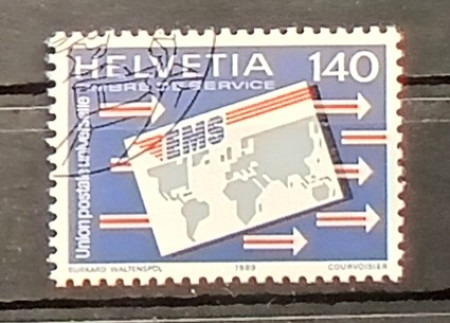 HELVETIA 140
TIMBRE DE SERVICE
Union postale universelle
EMS
BURKARD WALTENSPÜL
1989
COURVOISIER